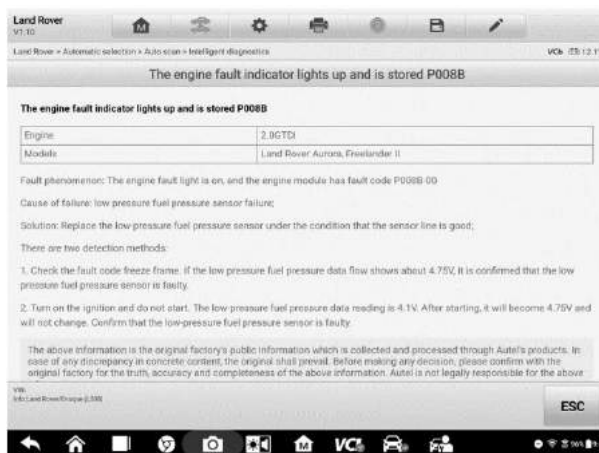 Land Rover
V1.10
Land Rover > Automatic selection > Auto scan > Intelligent diagnostics
VCI
12.1
The engine fault indicator lights up and is stored P008B
The engine fault indicator lights up and is stored P008B
Engine 2.0GTDi
Models Land Rover Aurora, Freelander II
Fault phenomenon: The engine fault light is on, and the engine module has fault code P008B-00
Cause of failure: low pressure fuel pressure sensor failure;
Solution: Replace the low pressure fuel pressure sensor under the condition that the sensor line is good;
There are two detection methods:
1. Check the fault code freeze frame. If the low pressure fuel pressure data flow shows about 4.75V, it is confirmed that the low
pressure fuel pressure sensor is faulty.
2. Turn on the ignition and do not start. The low pressure fuel pressure data reading is 4.1V. After starting, it will become 4.75V and
will not change. Confirm that the low-pressure fuel pressure sensor is faulty
The above information is the original factory's public information which is collected and processed through Autel's products. In
case of any discrepancy in concrete content, the original shall prevail. Before making any decision, please confirm with the
original factory for the truth, accuracy and completeness of the above information. Autel is not legally responsible for the above
ESC
VCI
96%